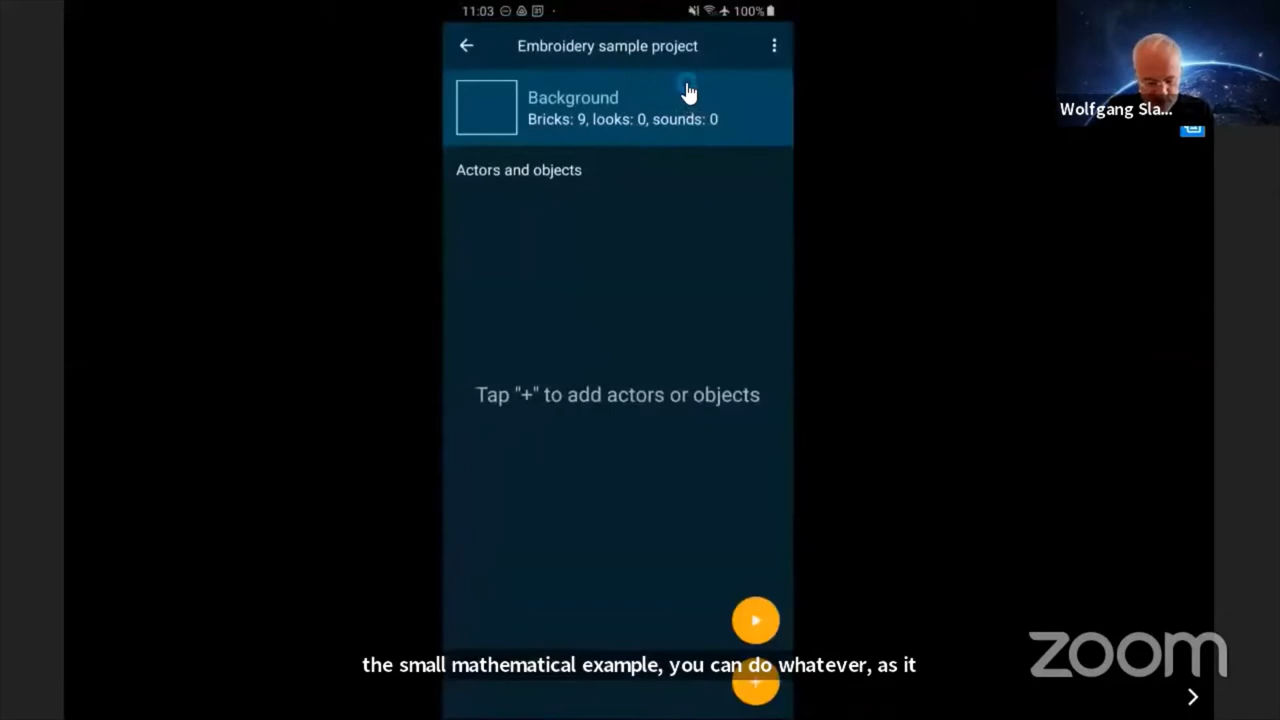 11:03
100%
Embroidery sample project
Background
Bricks: 9, looks: 0, sounds: 0
Wolfgang Sla...
Actors and objects
Tap "+" to add actors or objects
the small mathematical example, you can do whatever, as it
zoom